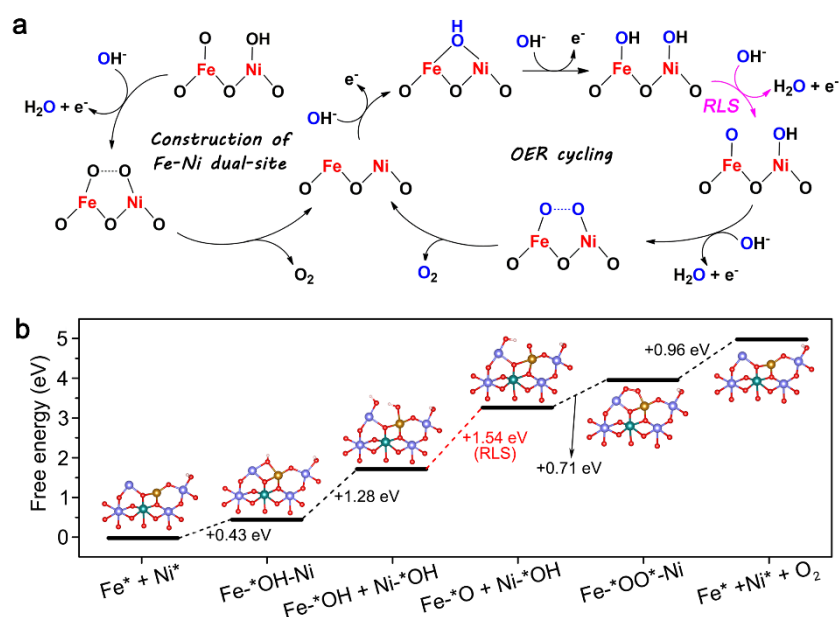 a
O
OH
Fe
Ni
O
O
O
OH-
H2O + e-
Construction of
Fe-Ni dual-site
O
O
Fe
Ni
O
O
O
O2
Fe
Ni
O
O
O
OH-
e-
H
O
Fe
Ni
O
O
O
OH-
e-
OH
OH
Fe
Ni
O
O
O
OH-
RLS
H2O + e-
O
OH
Fe
Ni
O
O
O
OER cycling
OH-
H2O + e-
O
O
Fe
Ni
O
O
O
O2
b
Free energy (eV)
5
4
3
2
1
0
+0.43 eV
+1.28 eV
+1.54 eV
(RLS)
+0.71 eV
+0.96 eV
Fe* + Ni*
Fe-*OH-Ni
Fe-*OH + Ni-*OH
Fe-*O + Ni-*OH
Fe-*OO*-Ni
Fe* +Ni* + O2